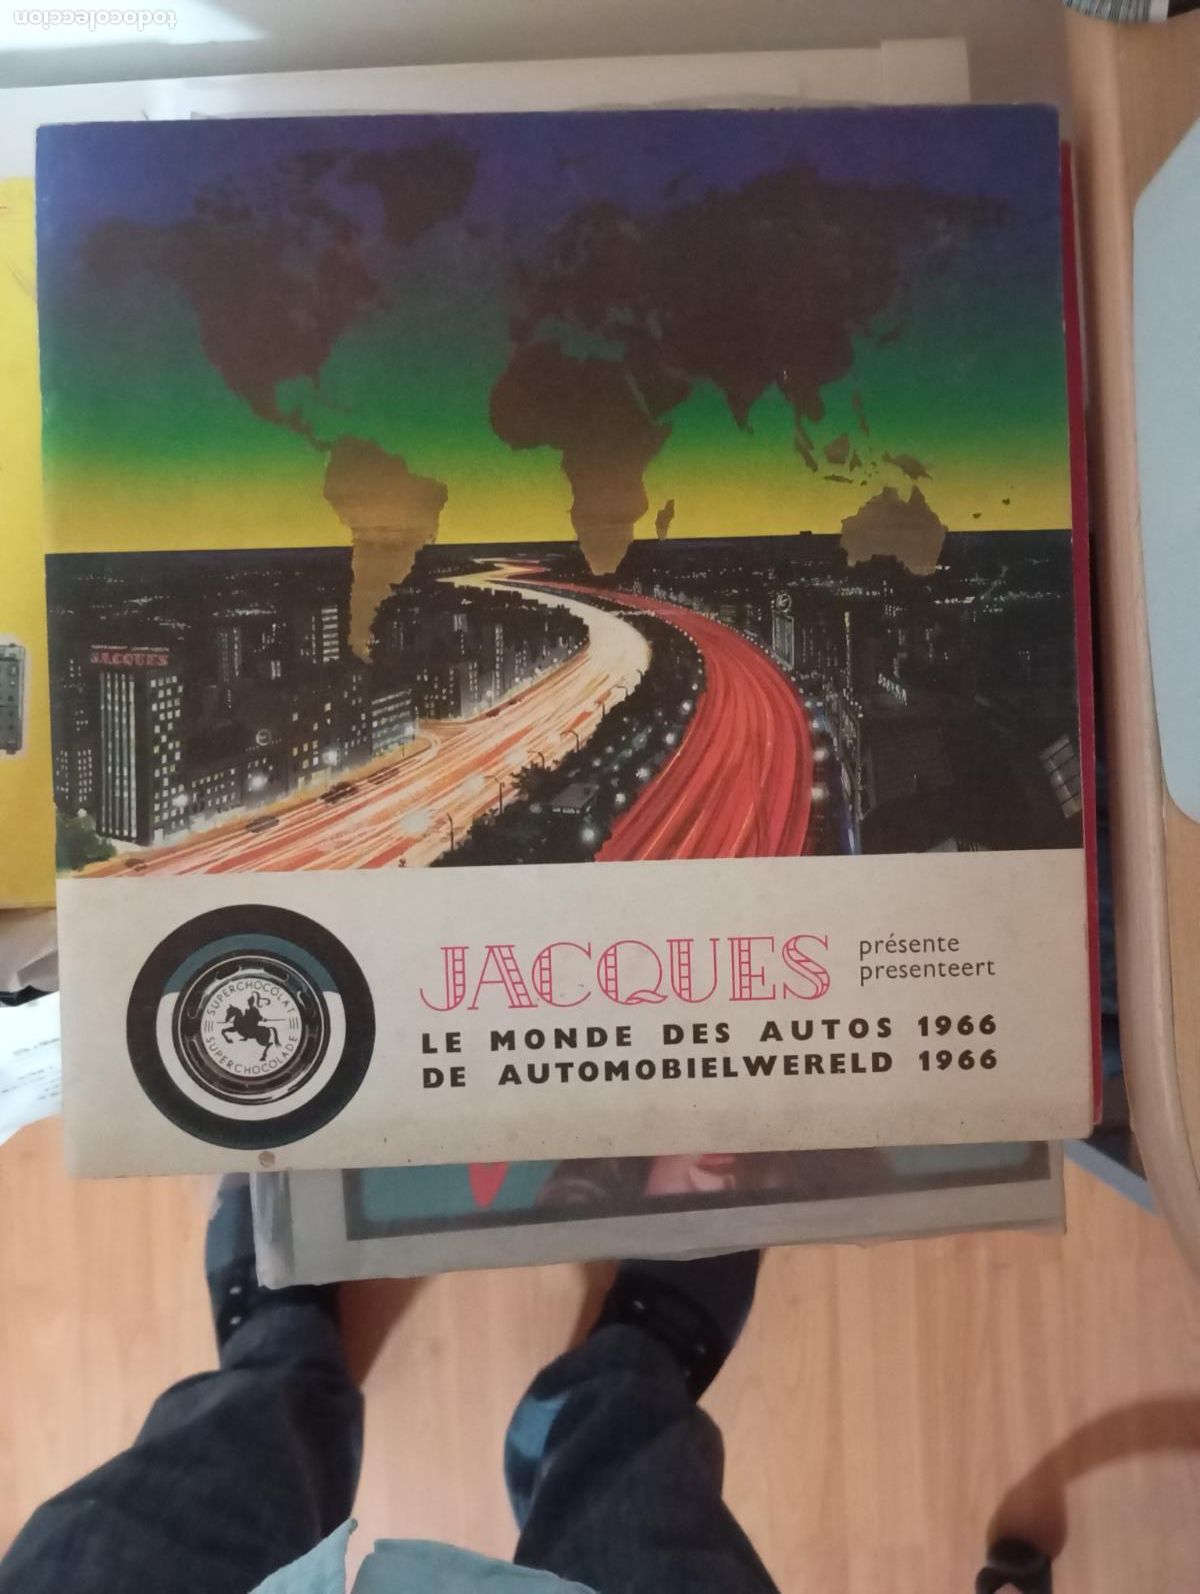 todocoleccion
JACQUES
JACQUES
présente
presenteert
LE MONDE DES AUTOS 1966
DE AUTOMOBIELWERELD 1966
SUPERCHOCOLAT
SUPERCHOCOLADE